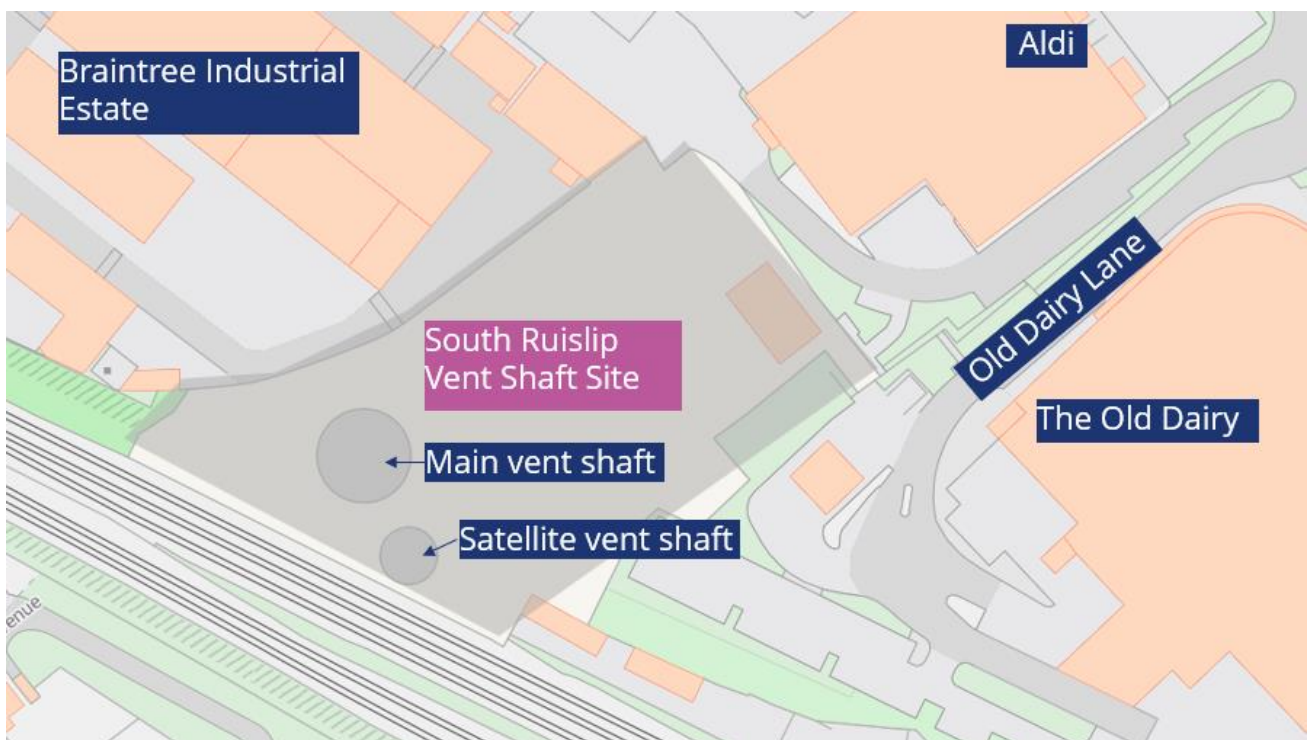 Braintree Industrial
Estate
Aldi
South Ruislip
Vent Shaft Site
Old Dairy Lane
The Old Dairy
Main vent shaft
Satellite vent shaft
enue